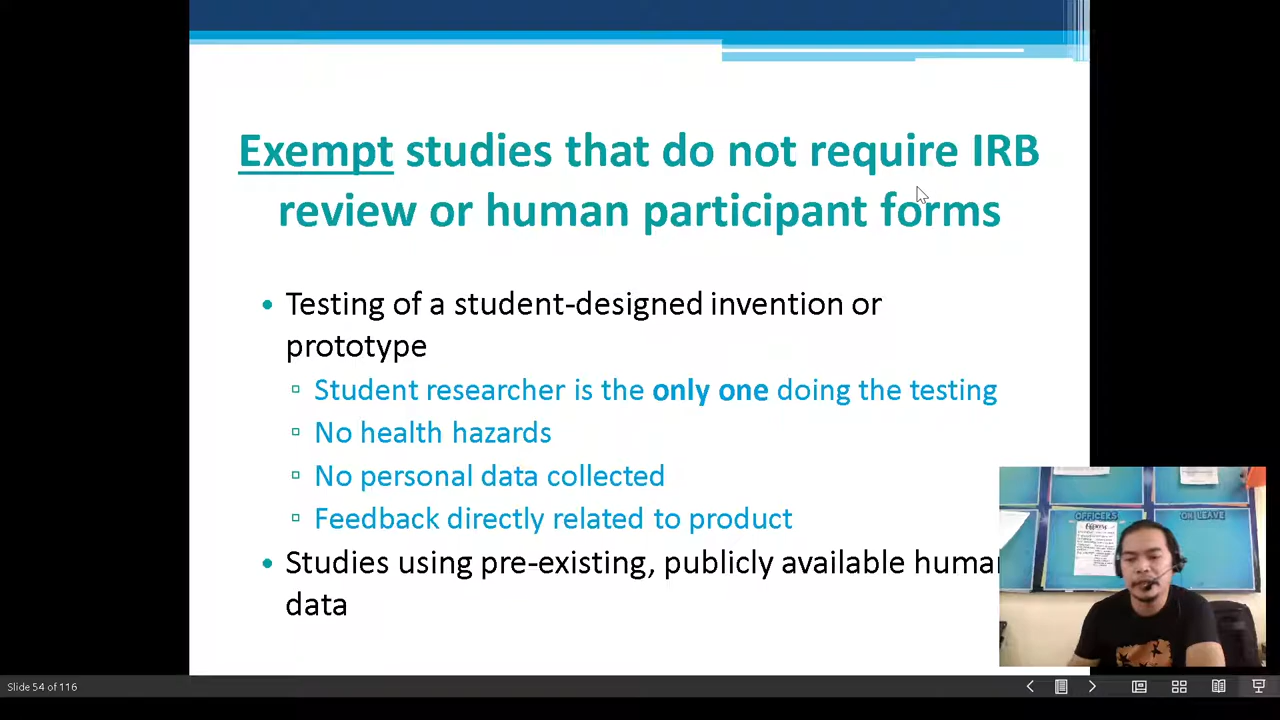 Exempt studies that do not require IRB
review or human participant forms
Testing of a student-designed invention or
prototype
Student researcher is the only one doing the testing
No health hazards
No personal data collected
Feedback directly related to product
Studies using pre-existing, publicly available human
data
OFFICERS
ON LEAVE
Slide 54 of 116